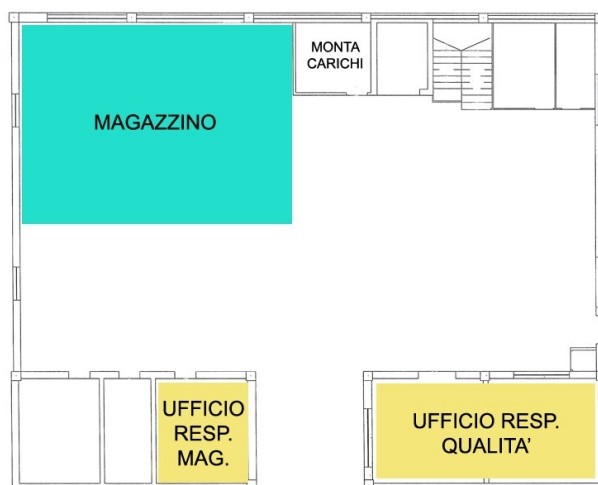 MONTA
CARICHI
MAGAZZINO
UFFICIO
RESP.
MAG.
UFFICIO RESP.
QUALITA'